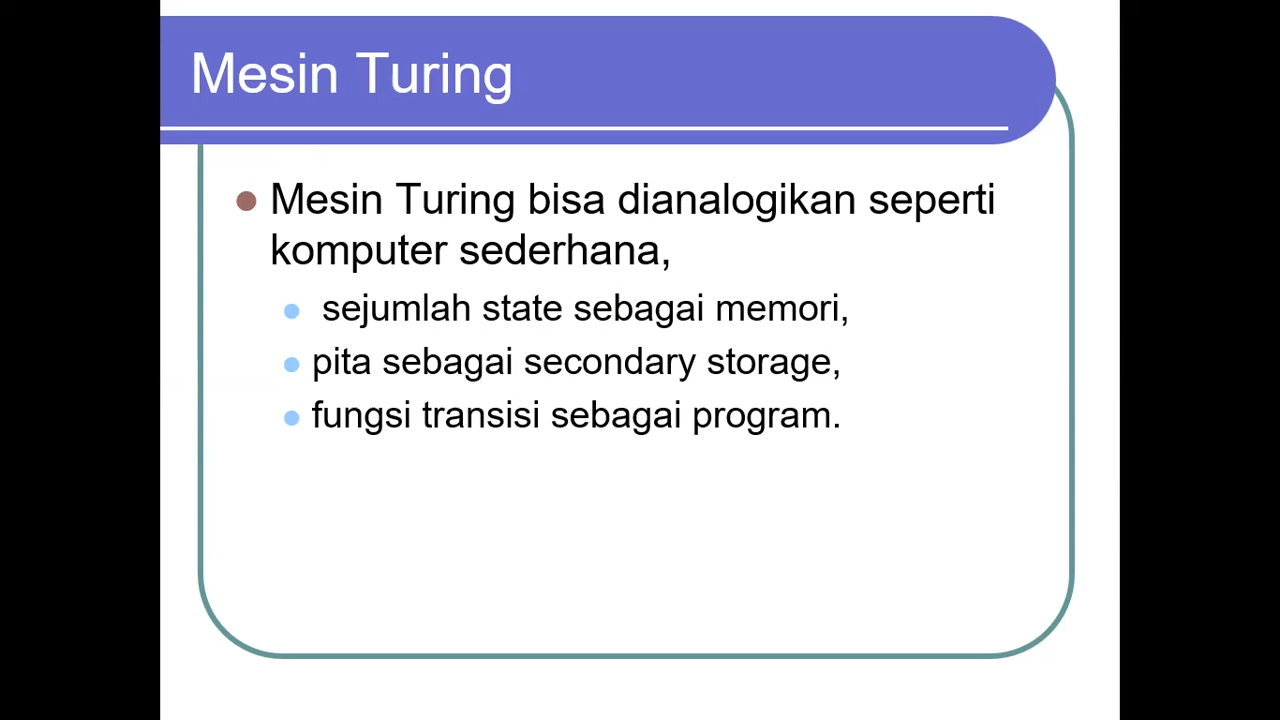 Mesin Turing
Mesin Turing bisa dianalogikan seperti
komputer sederhana,
sejumlah state sebagai memori,
pita sebagai secondary storage,
fungsi transisi sebagai program.